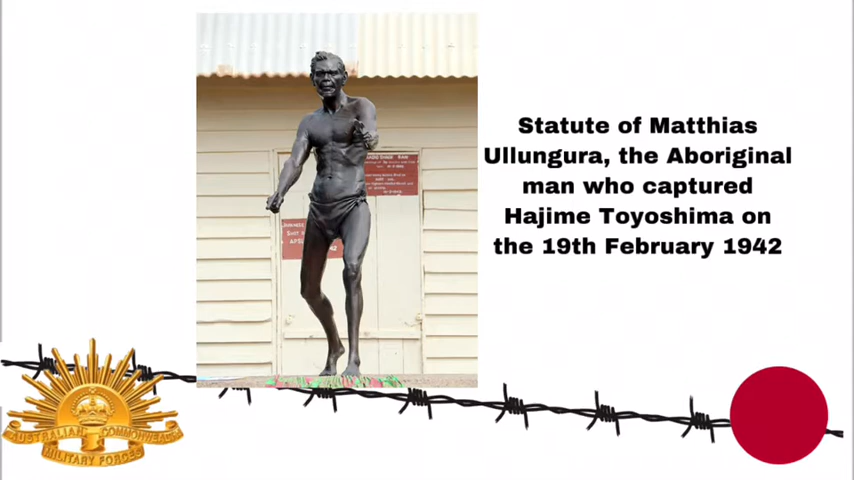 Statute of Matthias
Ullungura, the Aboriginal
man who captured
Hajime Toyoshima on
the 19th February 1942
AUSTRALIAN COMMONWEALTH
MILITARY FORCES